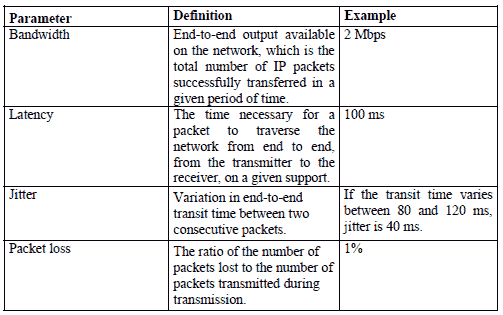 Parameter
Definition
Example
Bandwidth
End-to-end output available
on the network, which is the
total number of IP packets
successfully transferred in a
given period of time.
2 Mbps
Latency
The time necessary for a
packet to traverse the
network from end to end,
from the transmitter to the
receiver, on a given support.
100 ms
Jitter
Variation in end-to-end
transit time between two
consecutive packets.
If the transit time varies
between 80 and 120 ms,
jitter is 40 ms.
Packet loss
The ratio of the number of
packets lost to the number of
packets transmitted during
transmission.
1%